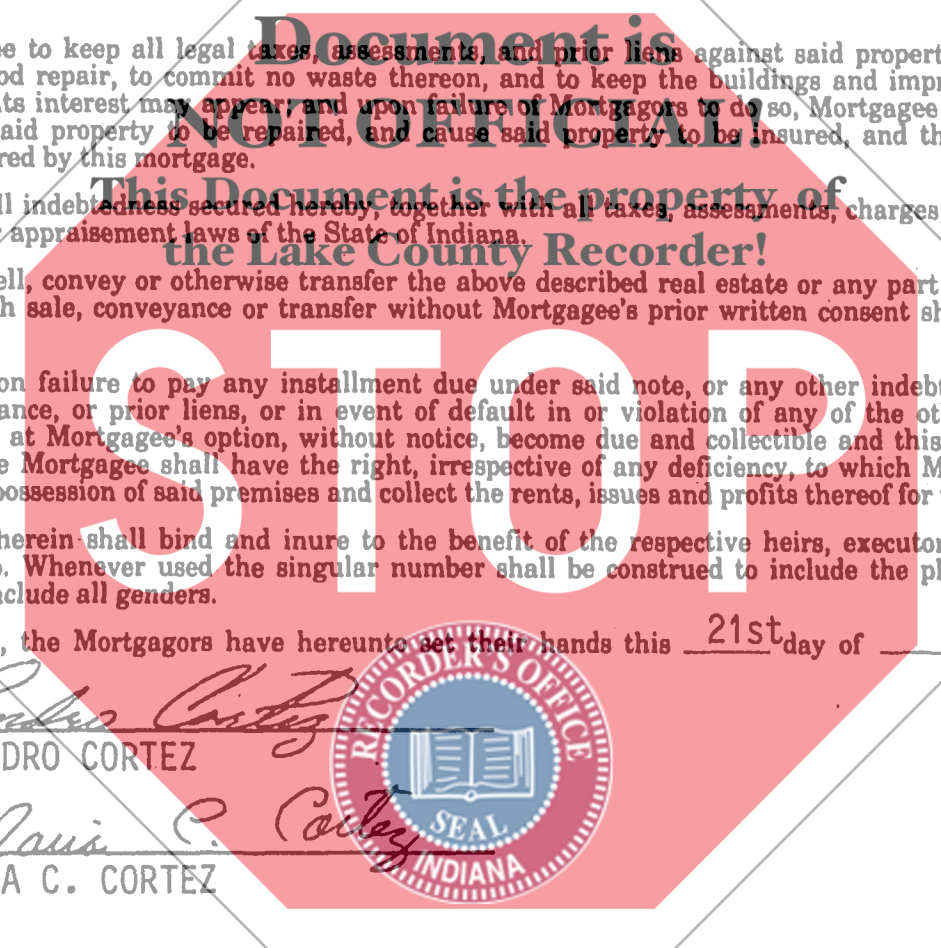 Document is
ee to keep all legal taxes, assessments, and prior liens against said propert
od repair, to commit no waste thereon, and to keep the buildings and impr
NOT OFFICIAL!
its interest may appear; and upon failure of Mortgagors to do so, Mortgagee
said property to be repaired, and cause said property to be insured, and th
red by this mortgage.
This Document is the property of
ll indebtedness secured hereby, together with all taxes, assessments, charges
r appraisement laws of the State of Indiana.
the Lake County Recorder!
ell, convey or otherwise transfer the above described real estate or any part
h sale, conveyance or transfer without Mortgagee's prior written consent sh
STOP
on failure to pay any installment due under said note, or any other indebt
ance, or prior liens, or in event of default in or violation of any of the ot
at Mortgagee's option, without notice, become due and collectible and this
e Mortgagee shall have the right, irrespective of any deficiency, to which M
possession of said premises and collect the rents, issues and profits thereof for
herein shall bind and inure to the benefit of the respective heirs, executor
o. Whenever used the singular number shall be construed to include the pl
nclude all genders.
, the Mortgagors have hereunto set their hands this 21st day of
RECORDER'S OFFICE
Cortez
DRO CORTEZ
SEAL
INDIANA
C. Cortez
A C. CORTEZ